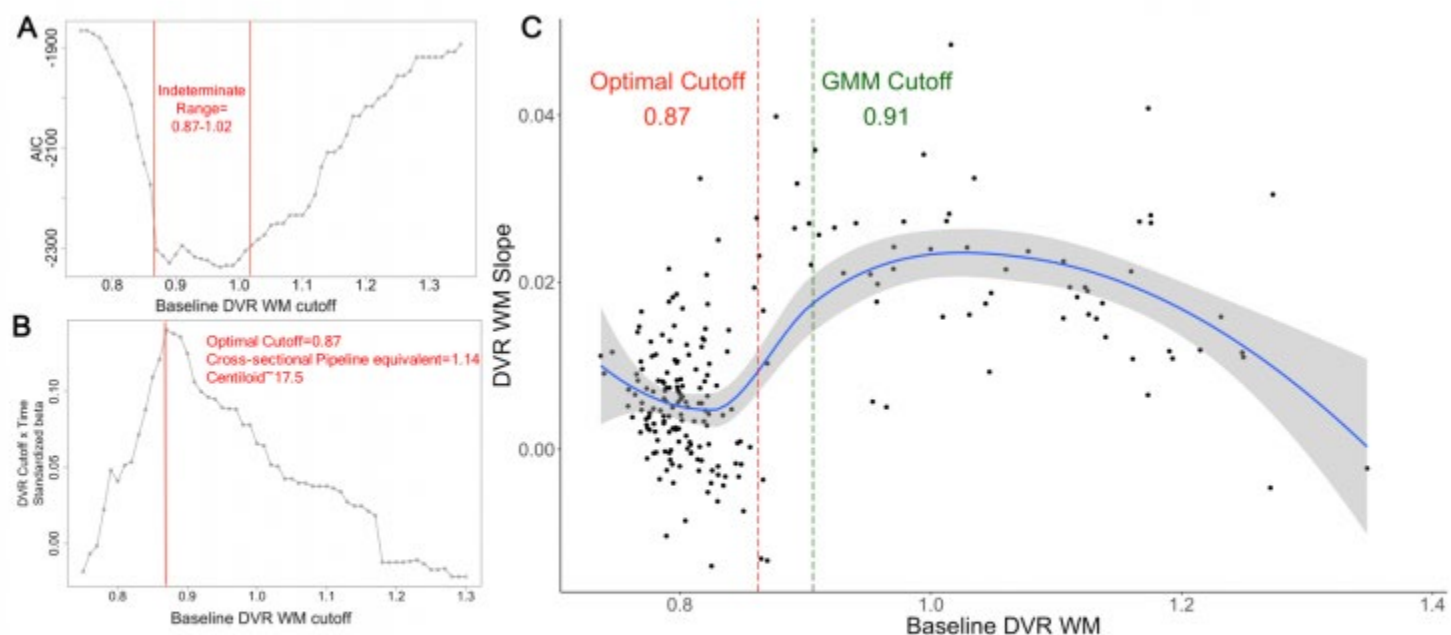 A
-1900
-2100
-2300
AIC
Indeterminate
Range=
0.87-1.02
0.8 0.9 1.0 1.1 1.2 1.3
Baseline DVR WM cutoff
B
0.10
0.05
0.00
DVR Cutoff x Time
Standardized beta
Optimal Cutoff=0.87
Cross-sectional Pipeline equivalent=1.14
Centiloid~17.5
0.8 0.9 1.0 1.1 1.2 1.3
Baseline DVR WM cutoff
C
Optimal Cutoff
0.87
GMM Cutoff
0.91
0.04
0.02
0.00
DVR WM Slope
0.8 1.0 1.2 1.4
Baseline DVR WM